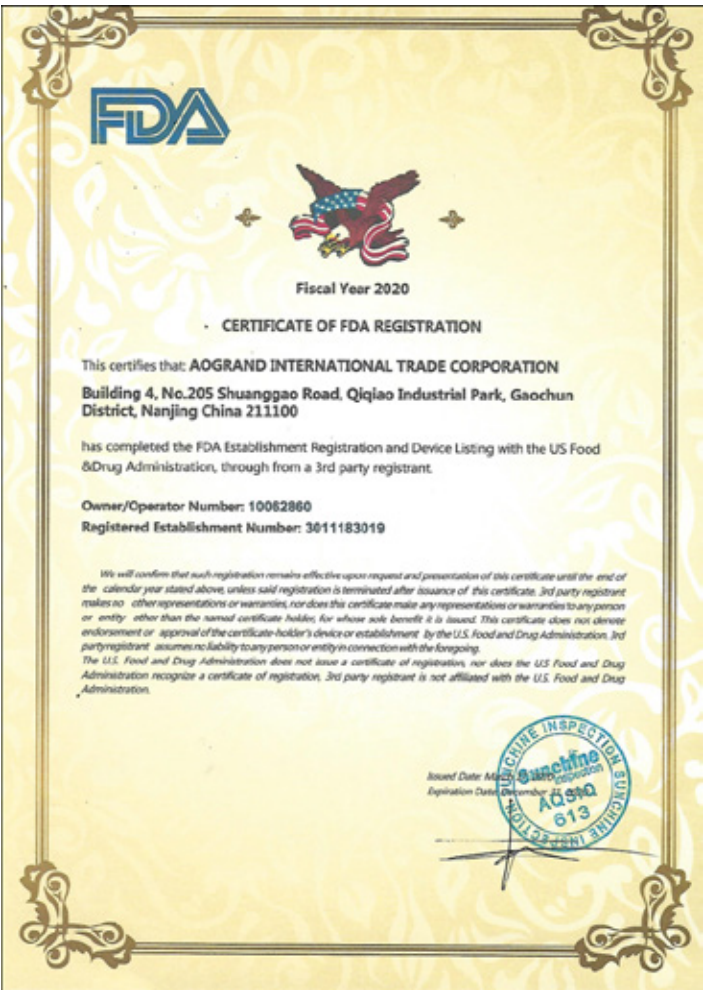 FDA
Fiscal Year 2020
CERTIFICATE OF FDA REGISTRATION
This certifies that: AOGRAND INTERNATIONAL TRADE CORPORATION
Building 4, No.205 Shuanggao Road, Qiqiao Industrial Park, Gaochun
District, Nanjing China 211100
has completed the FDA Establishment Registration and Device Listing with the US Food
&Drug Administration, through from a 3rd party registrant.
Owner/Operator Number: 10062860
Registered Establishment Number: 3011183019
We will confirm that such registration remains effective upon request and presentation of this certificate until the end of
the calendar year stated above, unless said registration is terminated after issuance of this certificate. 3rd party registrant
makes no other representations or warranties, nor does this certificate make any representations or warranties to any person
or entity other than the named certificate holder, for whose sole benefit it is issued. This certificate does not denote
endorsement or approval of the certificate-holder's device or establishment by the U.S. Food and Drug Administration. 3rd
party registrant assumes no liability to any person or entity in connection with the foregoing.
The U.S. Food and Drug Administration does not issue a certificate of registration, nor does the U.S Food and Drug
Administration recognize a certificate of registration, 3rd party registrant is not affiliated with the U.S. Food and Drug
Administration.
SUNCHINE INSPECTION SUNCHINE INSPECTION
Sunchine
Inspection
Issued Date: March
Expiration Date: December
AQSIQ
613